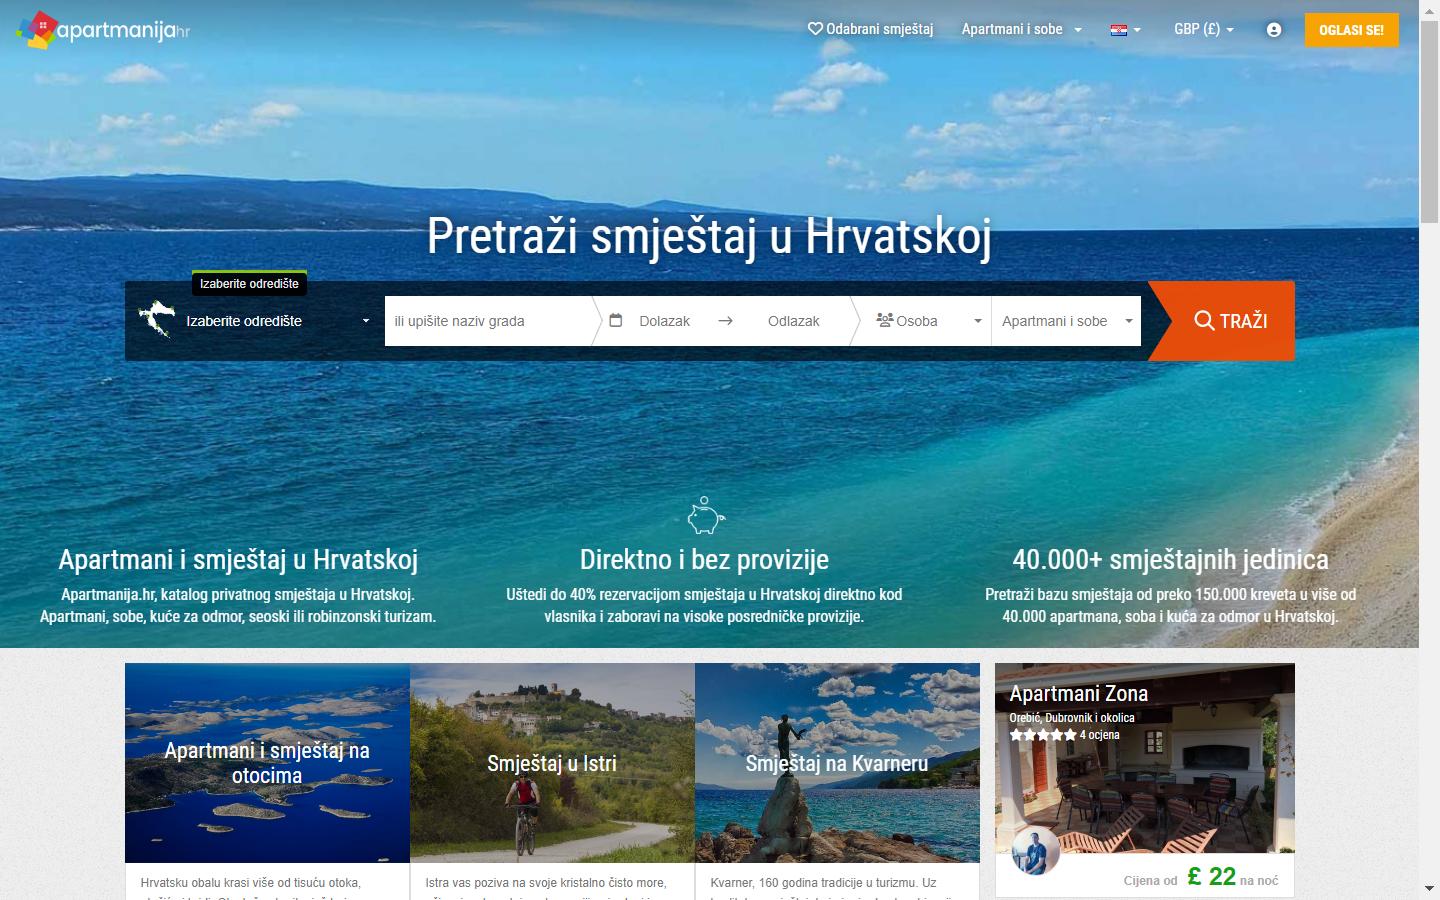 apartmanijahr
Odabrani smještaj
Apartmani i sobe
GBP (£)
OGLASI SE!
Pretraži smještaj u Hrvatskoj
Izaberite odredište
Izaberite odredište
ili upišite naziv grada
Dolazak
Odlazak
Osoba
Apartmani i sobe
TRAŽI
Apartmani i smještaj u Hrvatskoj
Apartmanija.hr, katalog privatnog smještaja u Hrvatskoj.
Apartmani, sobe, kuće za odmor, seoski ili robinzonski turizam.
Direktno i bez provizije
Uštedi do 40% rezervacijom smještaja u Hrvatskoj direktno kod
vlasnika i zaboravi na visoke posredničke provizije.
40.000+ smještajnih jedinica
Pretraži bazu smještaja od preko 150.000 kreveta u više od
40.000 apartmana, soba i kuća za odmor u Hrvatskoj.
Apartmani i smještaj na
otocima
Smještaj u Istri
Smještaj na Kvarneru
Apartmani Zona
Orebić, Dubrovnik i okolica
4 ocjena
Cijena od £ 22 na noć
Hrvatsku obalu krasi više od tisuću otoka,
Istra vas poziva na svoje kristalno čisto more,
Kvarner, 160 godina tradicije u turizmu. Uz